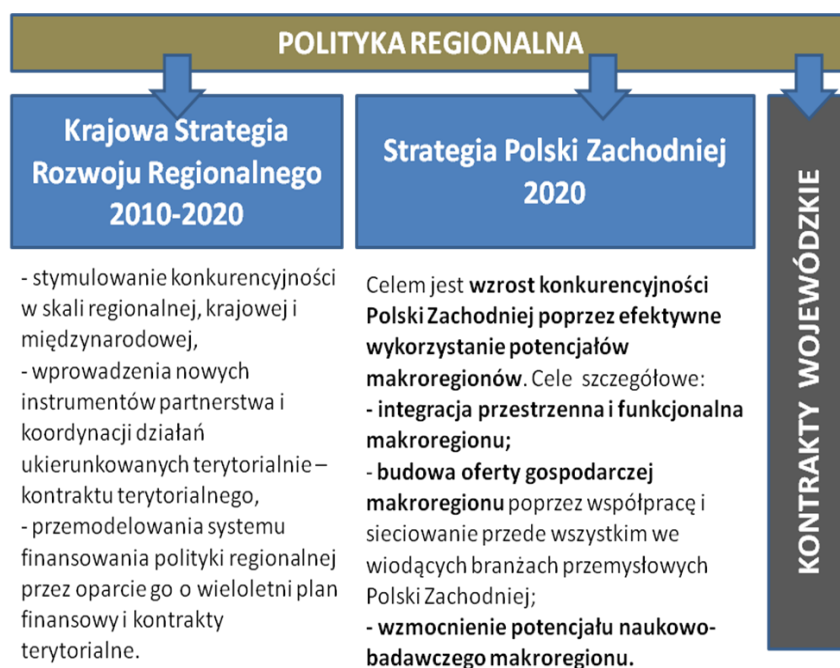 POLITYKA REGIONALNA
Krajowa Strategia
Rozwoju Regionalnego
2010-2020
- stymulowanie konkurencyjności
w skali regionalnej, krajowej i
międzynarodowej,
- wprowadzenia nowych
instrumentów partnerstwa i
koordynacji działań
ukierunkowanych terytorialnie –
kontraktu terytorialnego,
- przemodelowania systemu
finansowania polityki regionalnej
przez oparcie go o wieloletni plan
finansowy i kontrakty
terytorialne.
Strategia Polski Zachodniej
2020
Celem jest wzrost konkurencyjności
Polski Zachodniej poprzez efektywne
wykorzystanie potencjałów
makroregionów. Cele szczegółowe:
- integracja przestrzenna i funkcjonalna
makroregionu;
- budowa oferty gospodarczej
makroregionu poprzez współpracę i
sieciowanie przede wszystkim we
wiodących branżach przemysłowych
Polski Zachodniej;
- wzmocnienie potencjału naukowo-
badawczego makroregionu.
KONTRAKTY WOJEWÓDZKIE